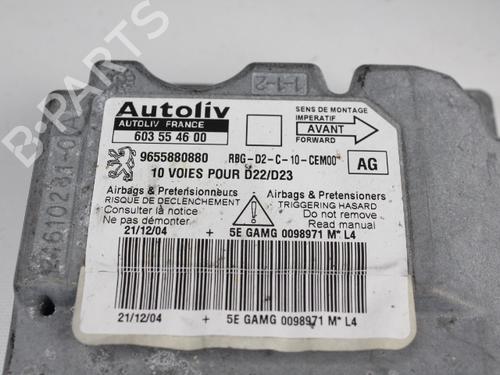 B-PARTS
1-1-2
Autoliv
AUTOLIV FRANCE
603 55 46 00
SENS DE MONTAGE
IMPERATIF
AVANT
FORWARD
9655880880
RBG-D2-C-10-CEM00
AG
10 VOIES POUR D22/D23
Airbags & Pretensionneurs
RISQUE DE DECLENCHEMENT
Consulter la notice
Ne pas démonter
Airbags & Pretensioners
TRIGGERING HASARD
Do not remove
Read manual
21/12/04 + 5E GAMG 0098971 M* L4
21/12/04 + 5E GAMG 0098971 M* L4